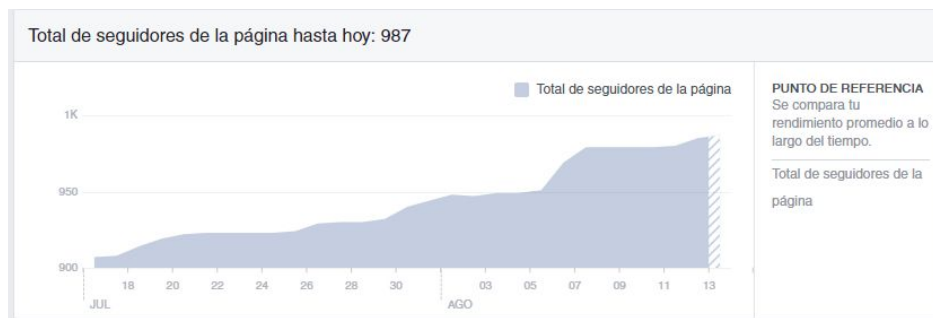 Total de seguidores de la página hasta hoy: 987
Total de seguidores de la página
1K
950
900
18 20 22 24 26 28 30 03 05 07 09 11 13
JUL AGO
PUNTO DE REFERENCIA
Se compara tu
rendimiento promedio a lo
largo del tiempo.
Total de seguidores de la
página